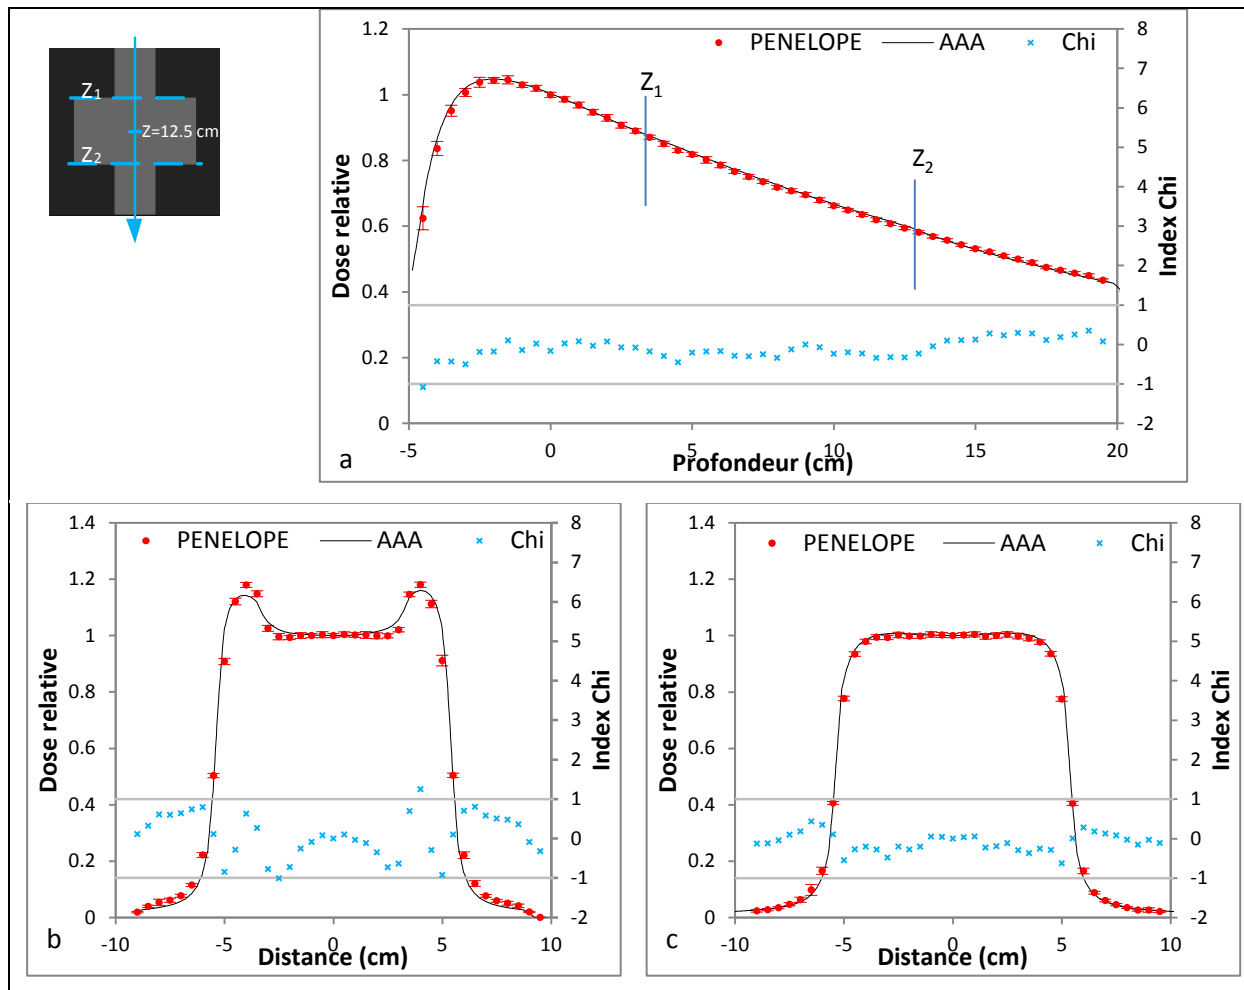 Z1
Z=12.5 cm
Z2
1.2
1
0.8
0.6
0.4
0.2
0
Dose relative
PENELOPE AAA Chi
Z1
Z2
8
7
6
5
4
3
2
1
0
-1
-2
Index Chi
-5 0 5 10 15 20
a Profondeur (cm)
1.4
1.2
1
0.8
0.6
0.4
0.2
0
Dose relative
PENELOPE AAA Chi
8
7
6
5
4
3
2
1
0
-1
-2
Index Chi
-10 -5 0 5 10
b Distance (cm)
1.4
1.2
1
0.8
0.6
0.4
0.2
0
Dose relative
PENELOPE AAA Chi
8
7
6
5
4
3
2
1
0
-1
-2
Index Chi
-10 -5 0 5 10
c Distance (cm)